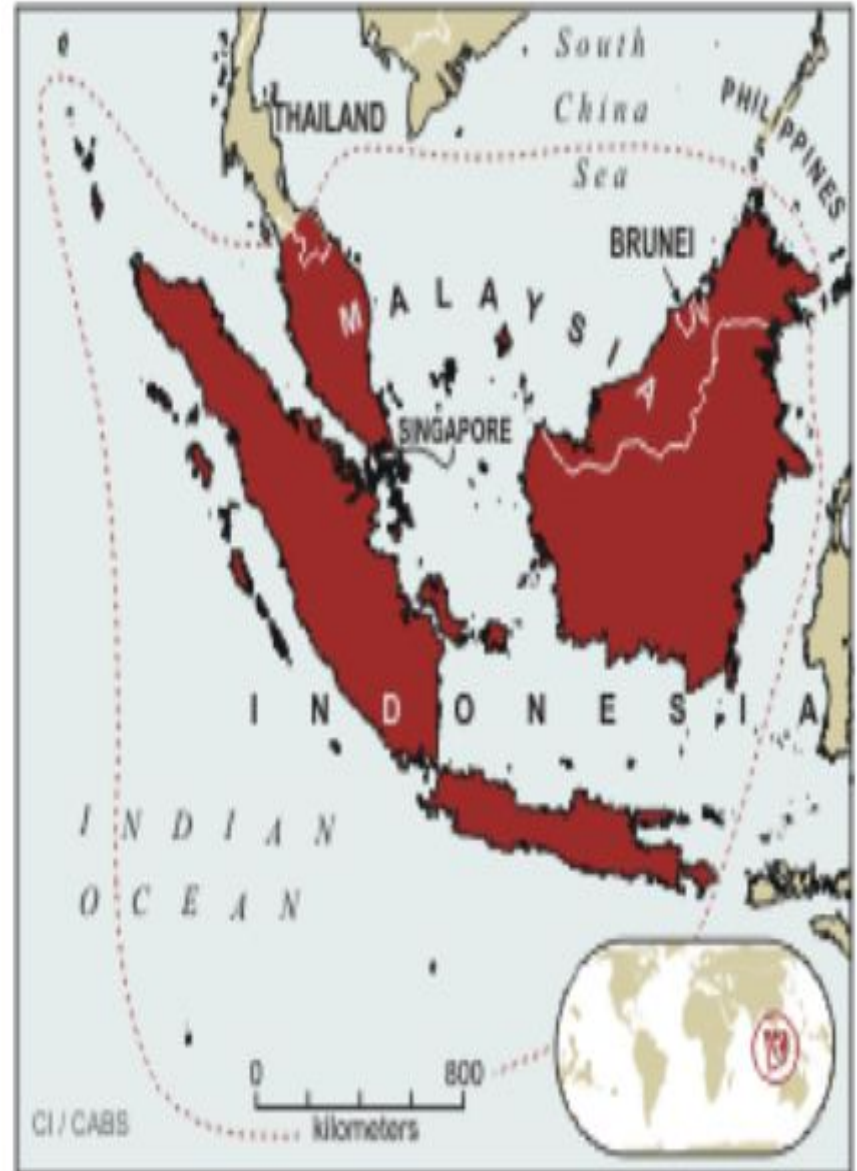 South
China
Sea
THAILAND
PHILIPPINES
BRUNEI
MALAYSIA
SINGAPORE
INDONESIA
INDIAN
OCEAN
0 800
kilometers
CI / CABS